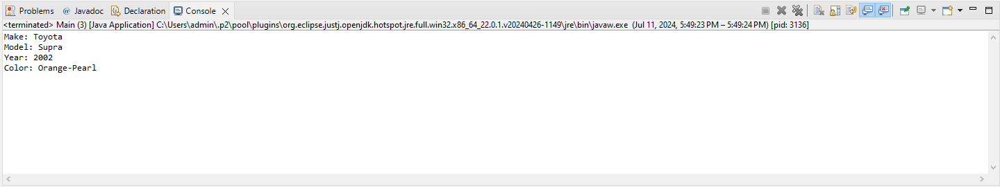 Problems @ Javadoc Declaration Console
<terminated> Main (3) [Java Application] C:\Users\admin\.p2\pool\plugins\org.eclipse.justj.openjdk.hotspot.jre.full.win32.x86_64_22.0.1.v20240426-1149\jre\bin\javaw.exe (Jul 11, 2024, 5:49:23 PM – 5:49:24 PM) [pid: 3136]
Make: Toyota
Model: Supra
Year: 2002
Color: Orange-Pearl